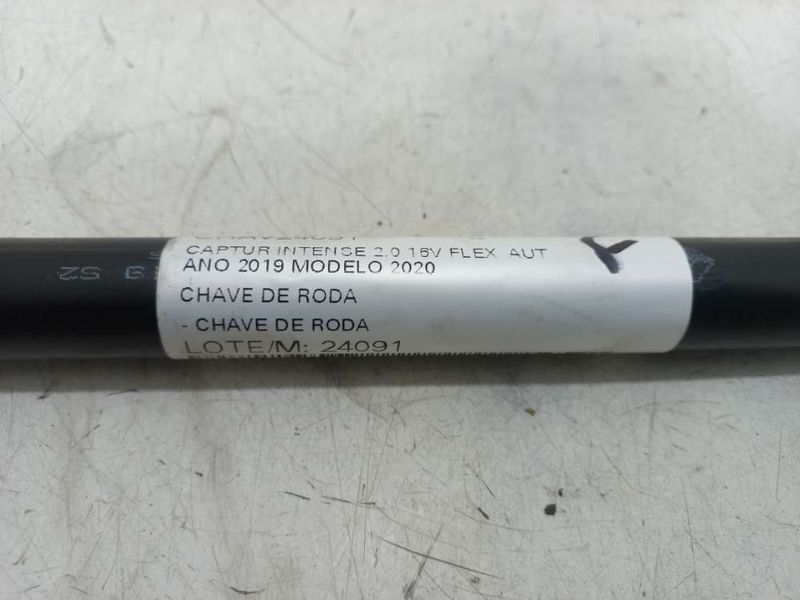 CAPTUR INTENSE 2.0 16V FLEX AUT
ANO 2019 MODELO 2020
CHAVE DE RODA
- CHAVE DE RODA
LOTE/M: 24091